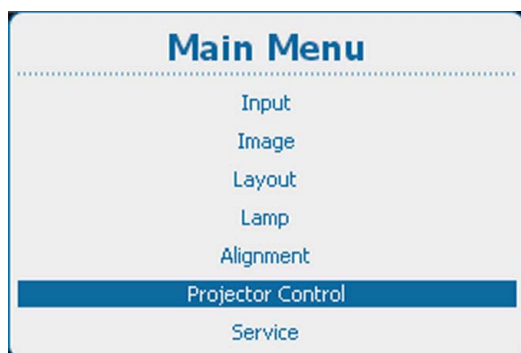 Main Menu
Input
Image
Layout
Lamp
Alignment
Projector Control
Service